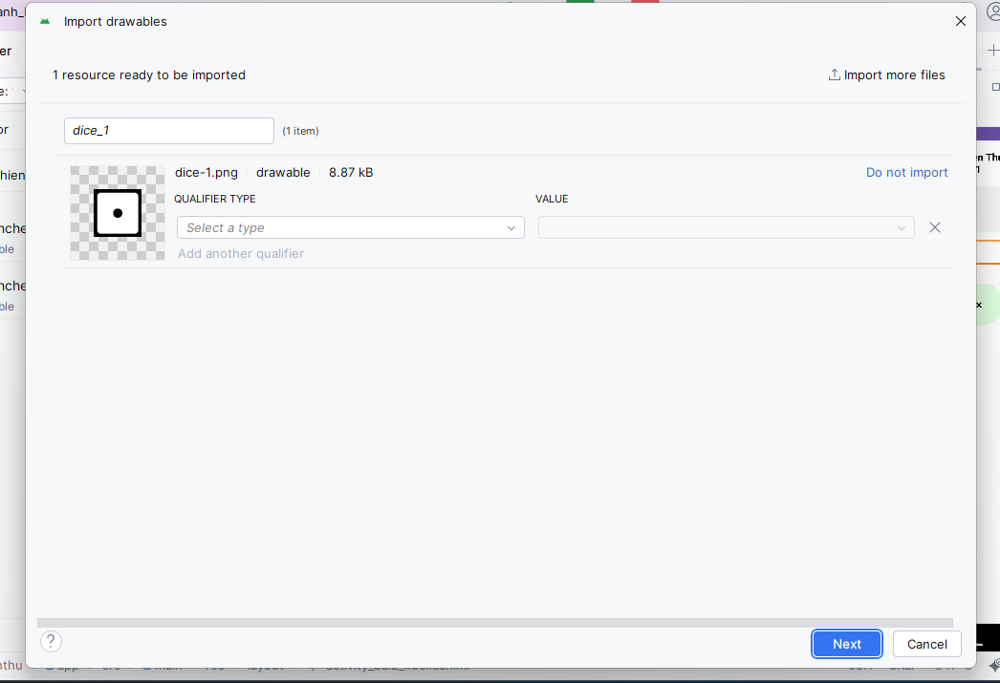 Import drawables
1 resource ready to be imported
Import more files
dice_1
(1 item)
dice-1.png drawable 8.87 kB
Do not import
QUALIFIER TYPE
VALUE
Select a type
Add another qualifier
?
Next
Cancel